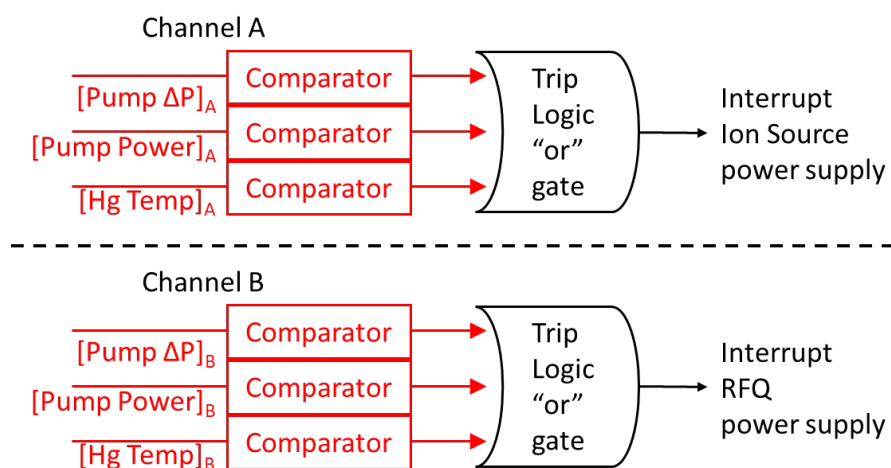 Channel A
[Pump ΔP]A
Comparator
[Pump Power]A
Comparator
[Hg Temp]A
Comparator
Trip
Logic
“or”
gate
Interrupt
Ion Source
power supply
Channel B
[Pump ΔP]B
Comparator
[Pump Power]B
Comparator
[Hg Temp]B
Comparator
Trip
Logic
“or”
gate
Interrupt
RFQ
power supply